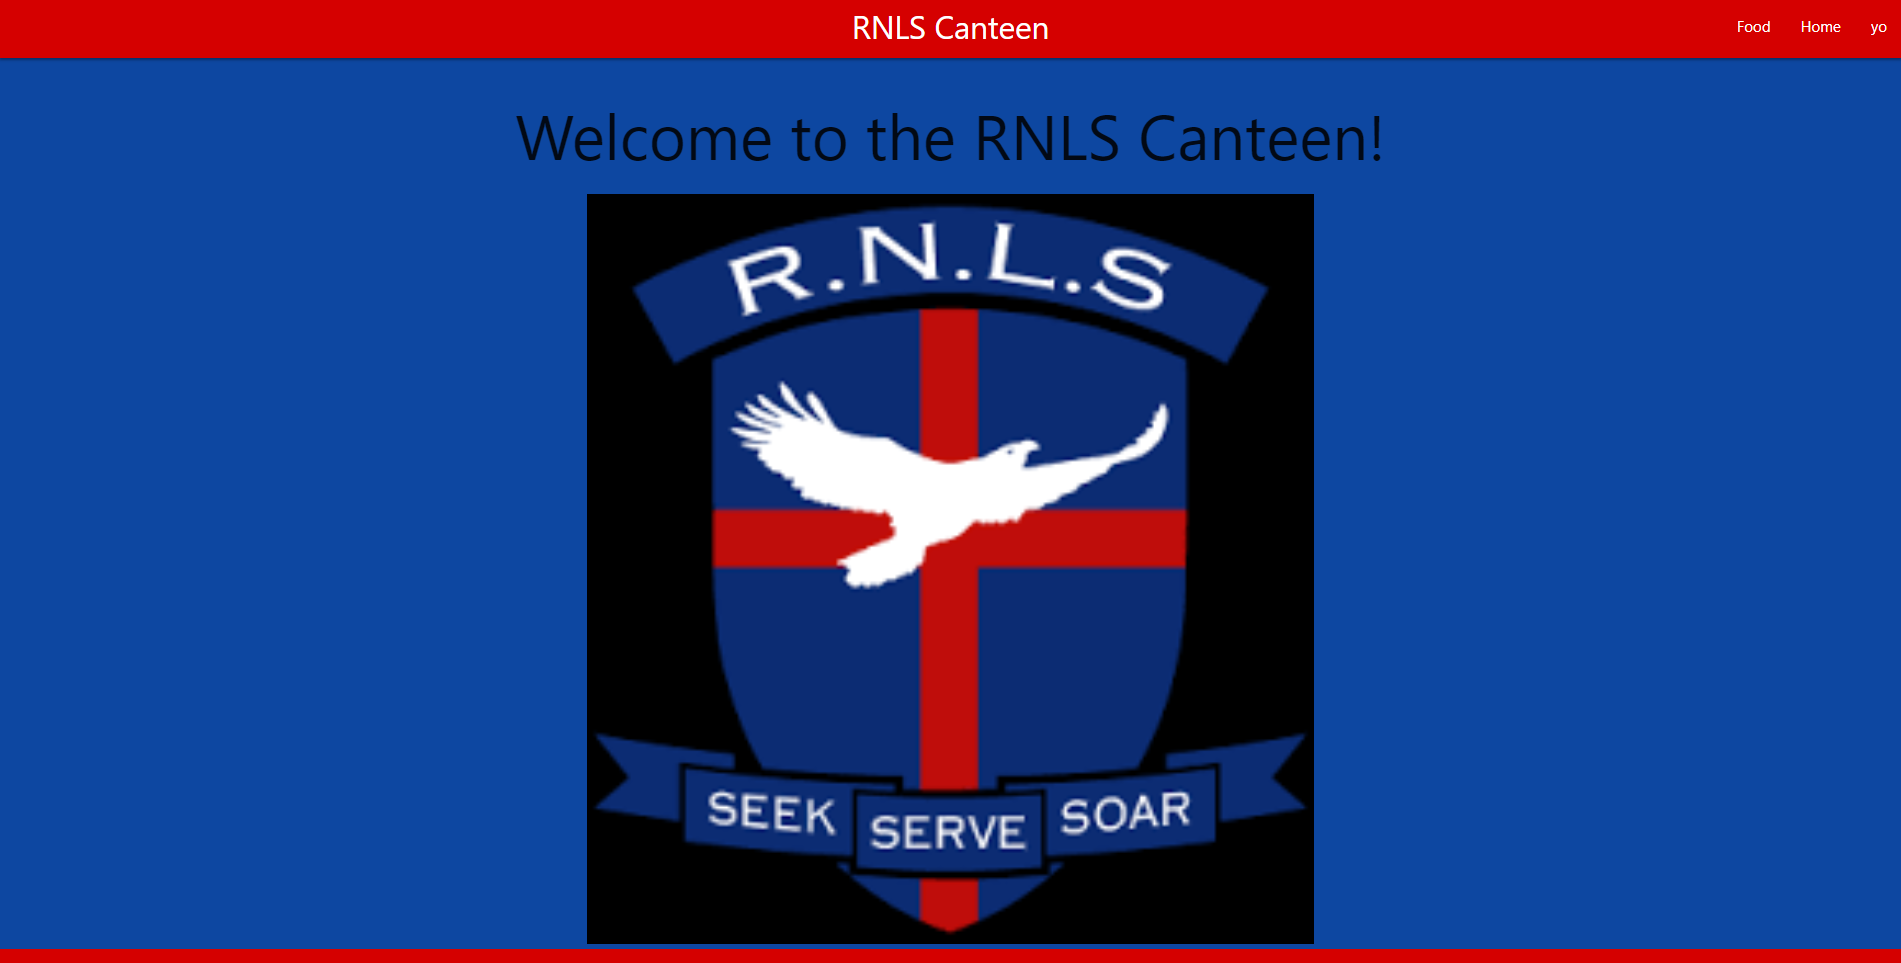 RNLS Canteen
Food Home yo
Welcome to the RNLS Canteen!
R.N.L.S
SEEK SERVE SOAR